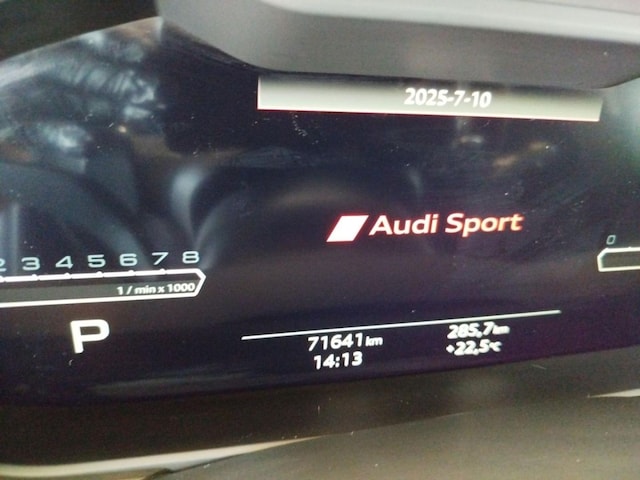 2025-7-10
Audi Sport
0
2 3 4 5 6 7 8
1 / min x 1000
P
71641 km 285,7 km
14:13 +22,5°C